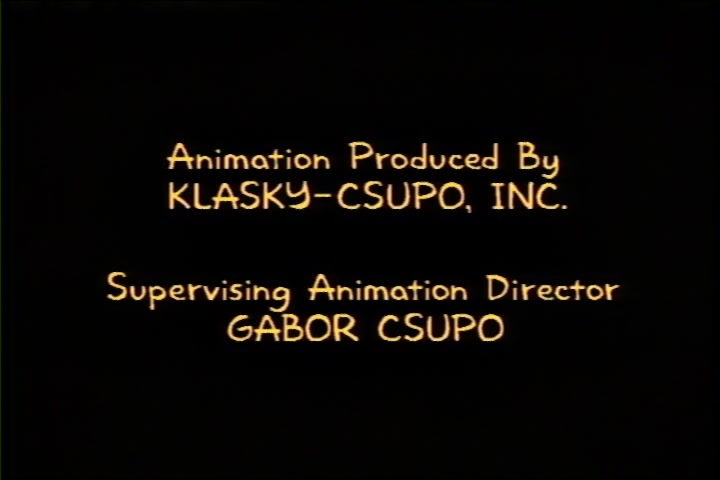 Animation Produced By
KLASKY-CSUPO, INC.
Supervising Animation Director
GABOR CSUPO